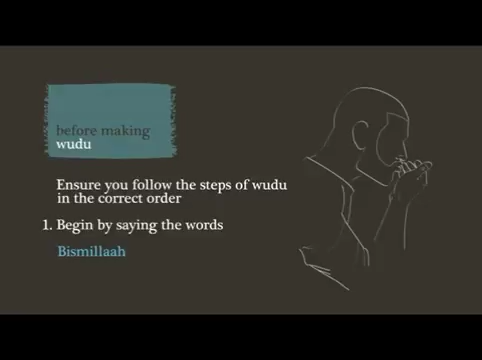 before making
wudu
Ensure you follow the steps of wudu
in the correct order
1. Begin by saying the words
Bismillaah